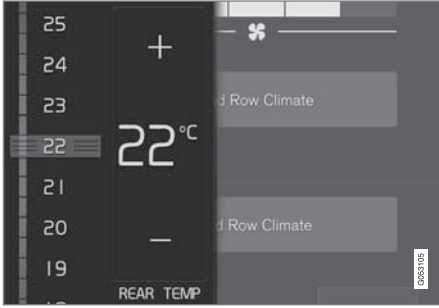 25
24
23
22
21
20
19
+
22°C
−
REAR TEMP
Row Climate
Row Climate
G053105